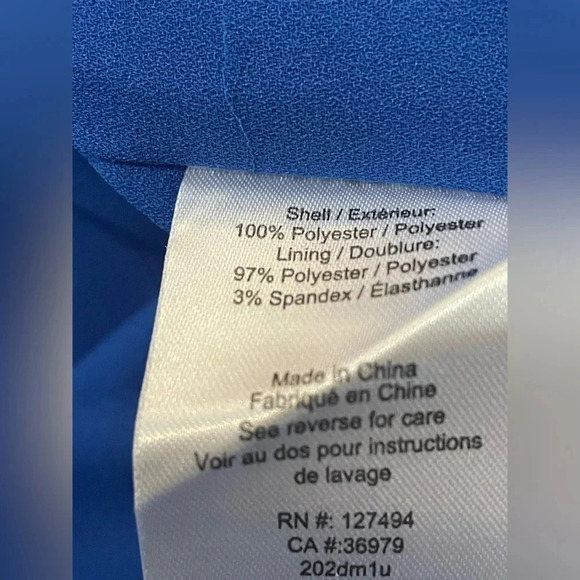 Shell / Extérieur:
100% Polyester / Polyester
Lining / Doublure:
97% Polyester / Polyester
3% Spandex / Élasthanne
Made in China
Fabriqué en Chine
See reverse for care
Voir au dos pour instructions
de lavage
RN #: 127494
CA #:36979
202dm1u